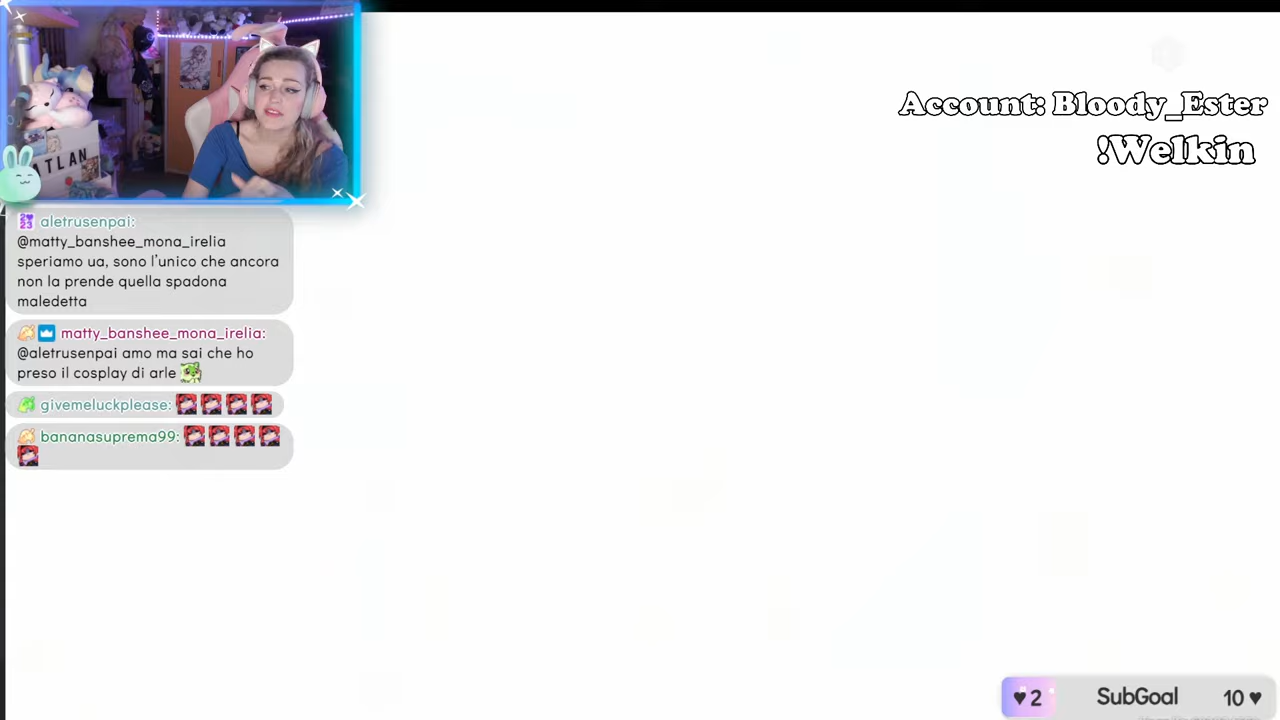 Account: Bloody_Ester
!Welkin
ATLAN
aletrusenpai:
@matty_banshee_mona_irelia
speriamo ua, sono l'unico che ancora
non la prende quella spadona
maledetta
matty_banshee_mona_irelia:
@aletrusenpai amo ma sai che ho
preso il cosplay di arle
givemeluckplease:
bananasuprema99:
♥2 SubGoal 10♥